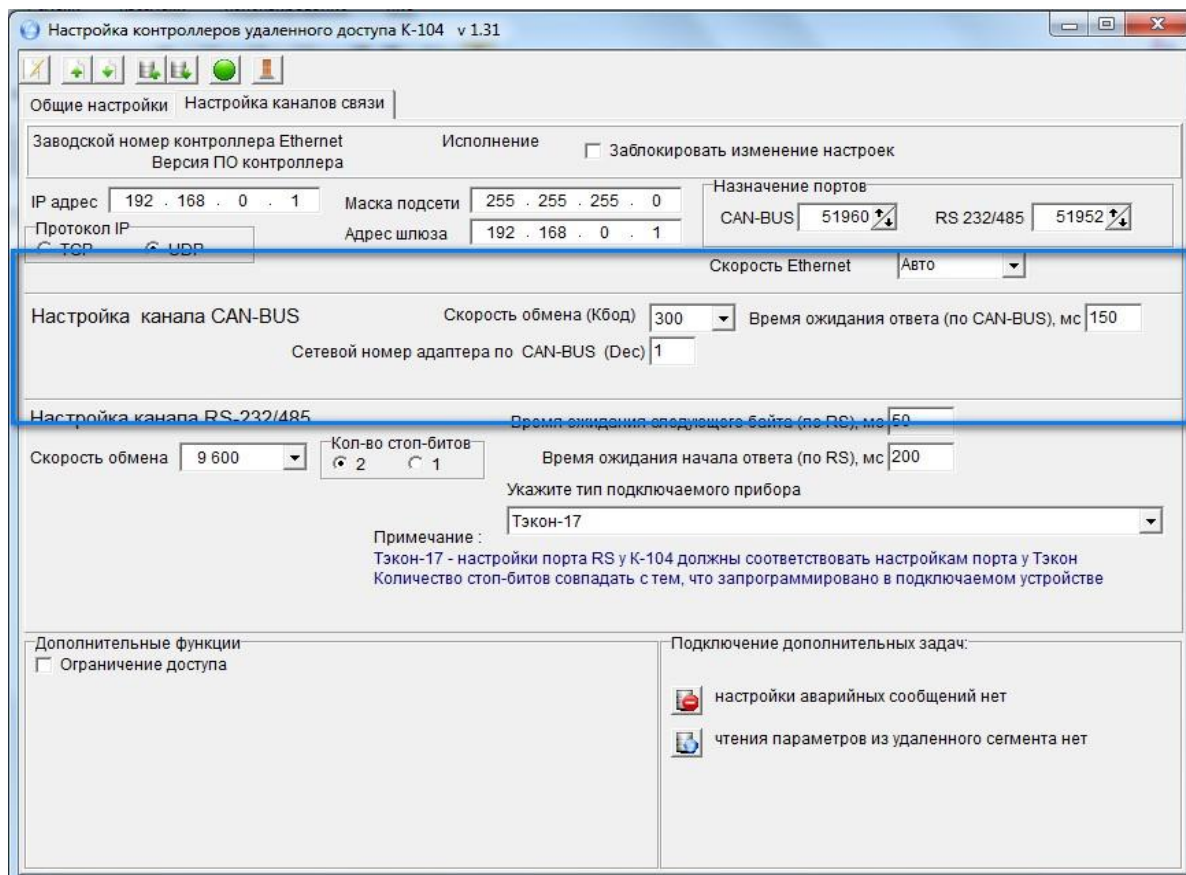 Настройка контроллеров удаленного доступа К-104 v 1.31
Общие настройки Настройка каналов связи
Заводской номер контроллера Ethernet Исполнение
Версия ПО контроллера
Заблокировать изменение настроек
IP адрес 192 . 168 . 0 . 1 Маска подсети 255 . 255 . 255 . 0
Назначение портов
CAN-BUS 51960 RS 232/485 51952
Протокол IP
TCP UDP
Адрес шлюза 192 . 168 . 0 . 1
Скорость Ethernet Авто
Настройка канала CAN-BUS Скорость обмена (Кбод) 300 Время ожидания ответа (по CAN-BUS), мс 150
Сетевой номер адаптера по CAN-BUS (Dec) 1
Настройка канала RS-232/485 Время ожидания следующего байта (по RS), мс 50
Скорость обмена 9 600 Кол-во стоп-битов 2 1 Время ожидания начала ответа (по RS), мс 200
Укажите тип подключаемого прибора
Тэкон-17
Примечание :
Тэкон-17 - настройки порта RS у К-104 должны соответствовать настройкам порта у Тэкон
Количество стоп-битов совпадать с тем, что запрограммировано в подключаемом устройстве
Дополнительные функции
Ограничение доступа
Подключение дополнительных задач:
настройки аварийных сообщений нет
чтения параметров из удаленного сегмента нет